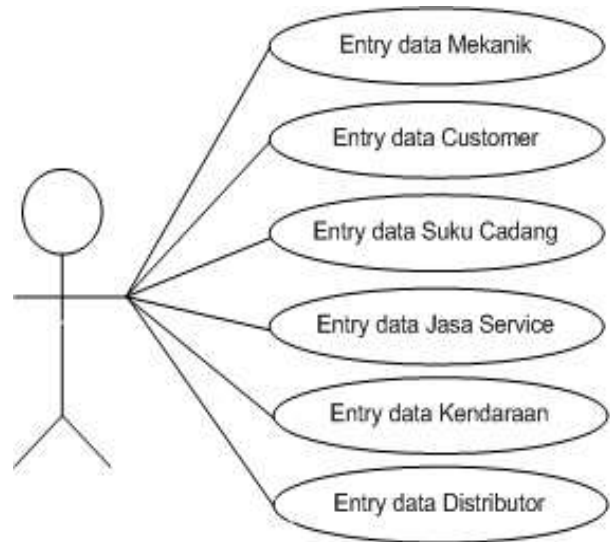 Entry data Mekanik
Entry data Customer
Entry data Suku Cadang
Entry data Jasa Service
Entry data Kendaraan
Entry data Distributor